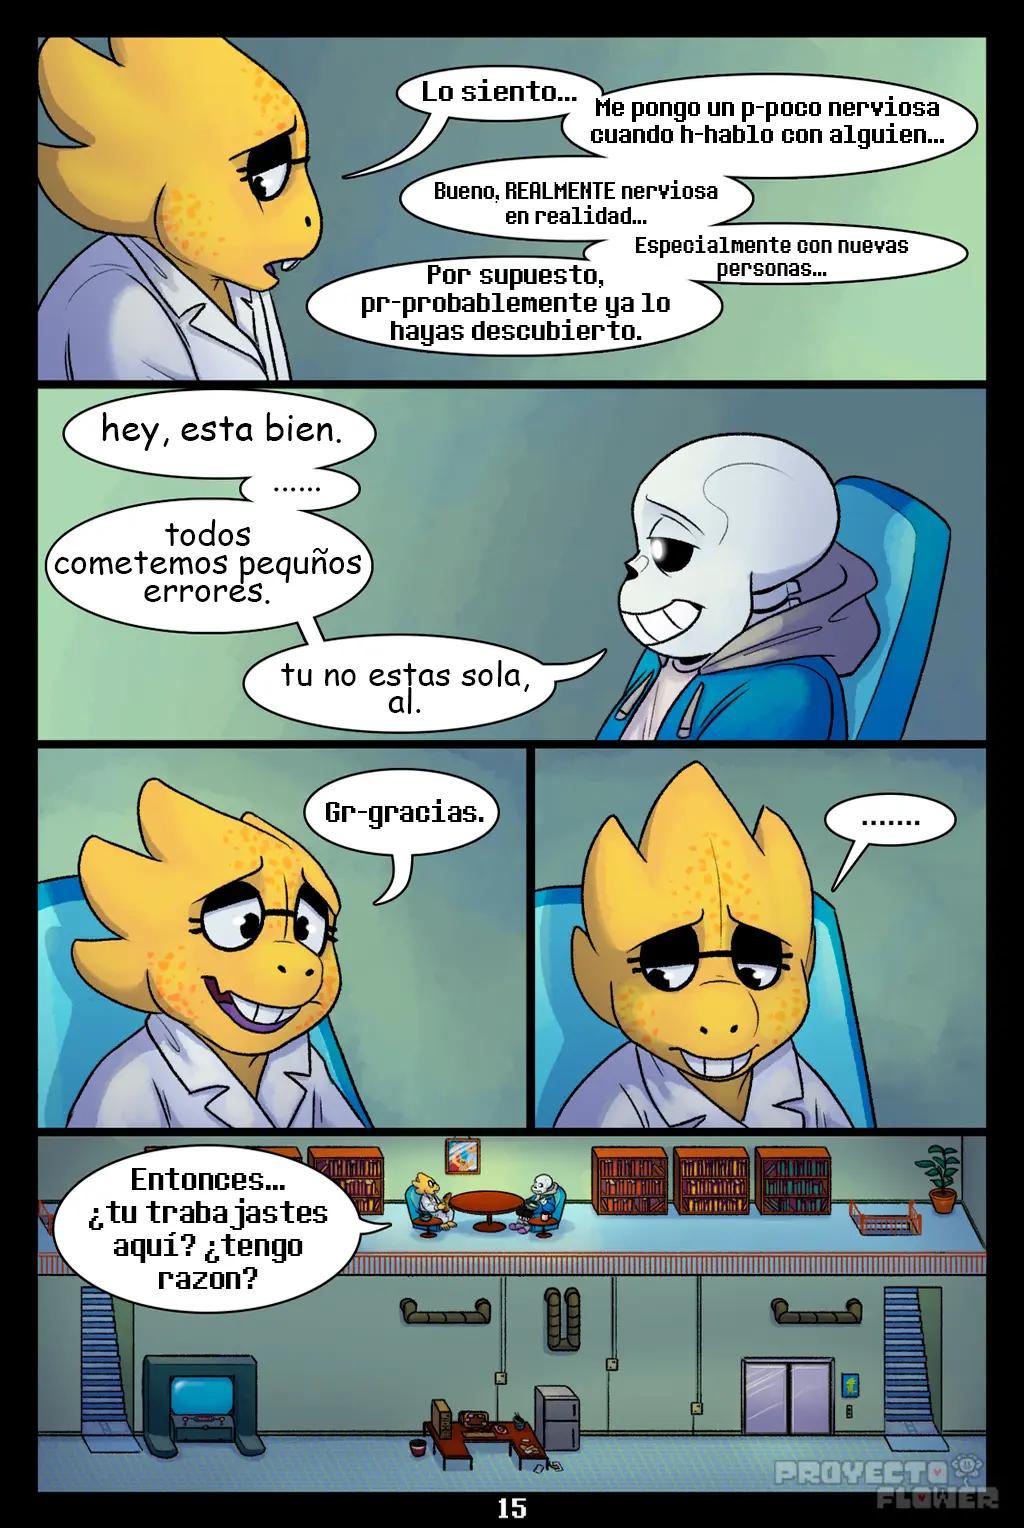 Lo siento...
Me pongo un p-poco nerviosa
cuando h-hablo con alguien...
Bueno, REALMENTE nerviosa
en realidad...
Especialmente con nuevas
personas...
Por supuesto,
pr-probablemente ya lo
hayas descubierto.
hey, esta bien.
......
todos
cometemos pequños
errores.
tu no estas sola,
al.
Gr-gracias.
.......
Entonces...
¿tu trabajastes
aquí? ¿tengo
razon?
PROYECTO
FLOWER
15